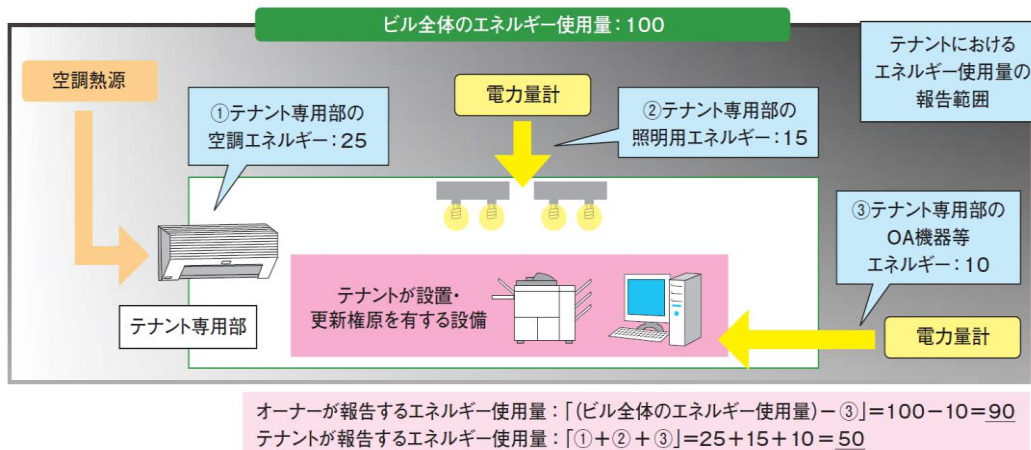 ビル全体のエネルギー使用量：100
テナントにおける
エネルギー使用量の
報告範囲
空調熱源
①テナント専用部の
空調エネルギー：25
電力量計
②テナント専用部の
照明用エネルギー：15
③テナント専用部の
OA機器等
エネルギー：10
テナントが設置・
更新権原を有する設備
テナント専用部
電力量計
オーナーが報告するエネルギー使用量：「（ビル全体のエネルギー使用量）－③」＝100－10＝90
テナントが報告するエネルギー使用量：「①＋②＋③」＝25＋15＋10＝50